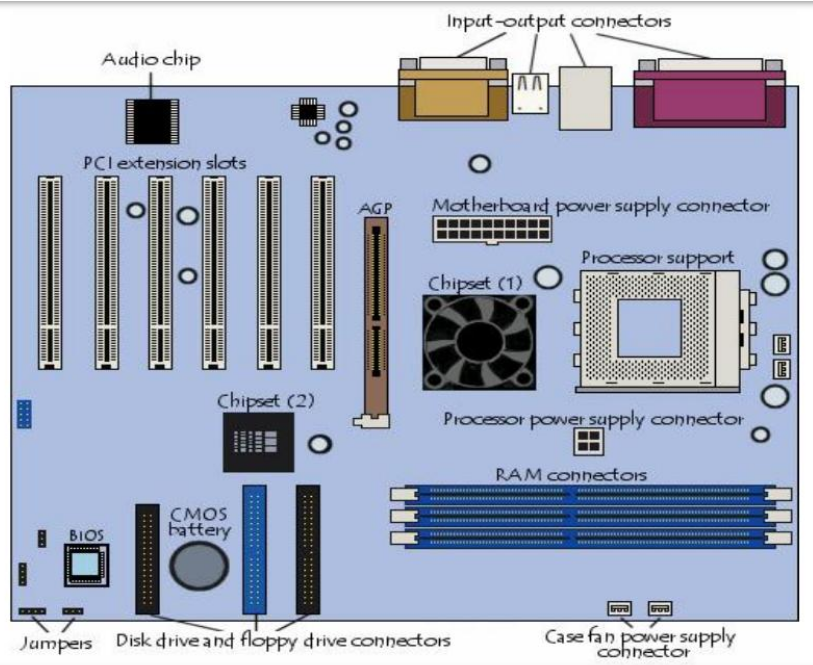 Input-output connectors
Audio chip
PCI extension slots
AGP
Motherboard power supply connector
Processor support
Chipset (1)
Chipset (2)
Processor power supply connector
RAM connectors
CMOS
battery
BIOS
Jumpers
Disk drive and floppy drive connectors
Case fan power supply
connector